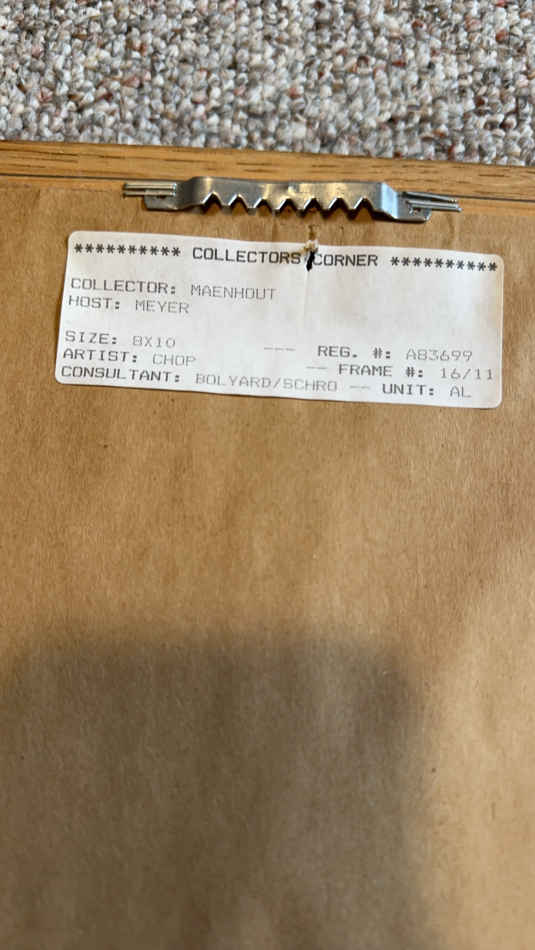 ********** COLLECTORS CORNER **********
COLLECTOR: MAENHOUT
HOST: MEYER
SIZE: 8X10 --- REG. #: A83699
ARTIST: CHOP -- FRAME #: 16/11
CONSULTANT: BOLYARD/SCHRO -- UNIT: AL